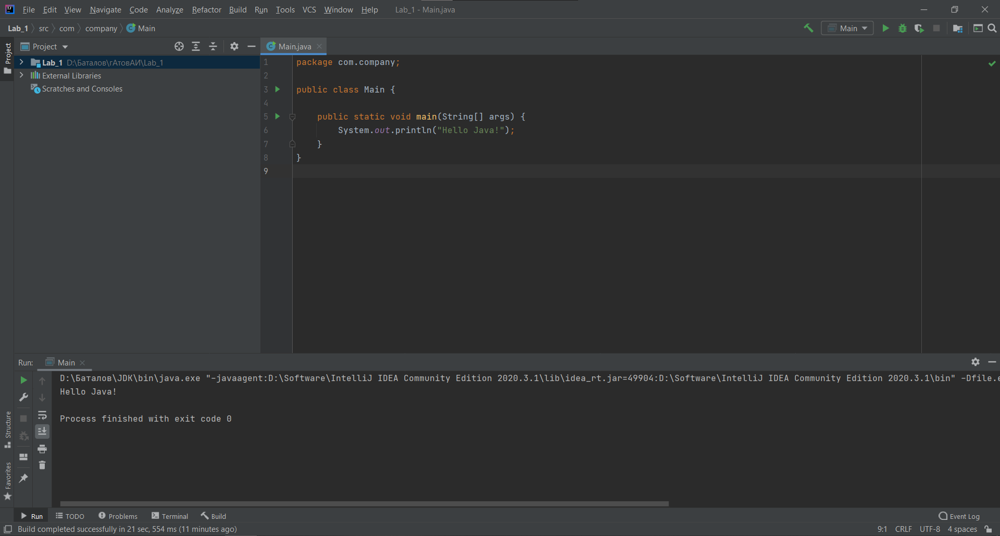 File Edit View Navigate Code Analyze Refactor Build Run Tools VCS Window Help Lab_1 - Main.java
Lab_1 src com company Main
Main
Project
Project
Main.java
Lab_1 D:\Баталов\гАтовАИ\Lab_1
External Libraries
Scratches and Consoles
1 package com.company;
2
3 public class Main {
4
5 public static void main(String[] args) {
6 System.out.println("Hello Java!");
7 }
8 }
9
Run: Main
D:\Баталов\JDK\bin\java.exe "-javaagent:D:\Software\IntelliJ IDEA Community Edition 2020.3.1\lib\idea_rt.jar=49904:D:\Software\IntelliJ IDEA Community Edition 2020.3.1\bin" -Dfile.e
Hello Java!
Process finished with exit code 0
Structure
Favorites
Run TODO Problems Terminal Build Event Log
Build completed successfully in 21 sec, 554 ms (11 minutes ago) 9:1 CRLF UTF-8 4 spaces